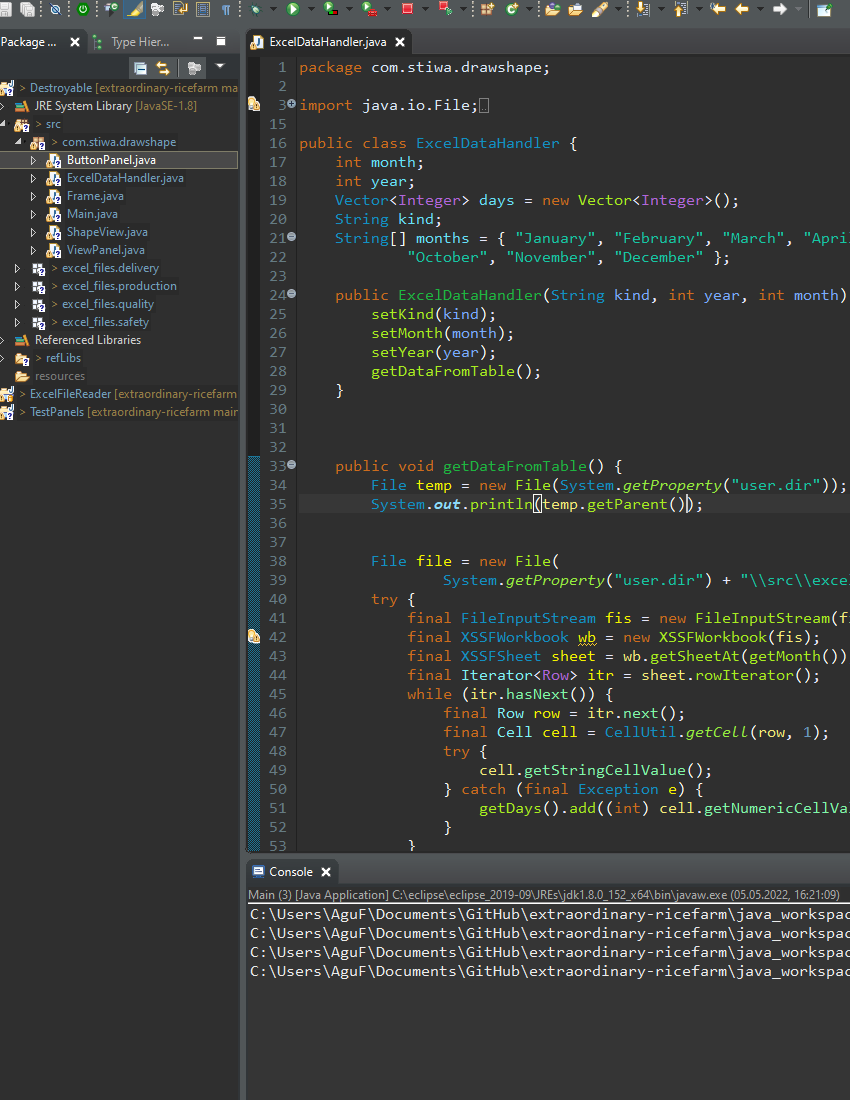 Package ...
Type Hier...
ExcelDataHandler.java
> Destroyable [extraordinary-ricefarm ma
JRE System Library [JavaSE-1.8]
> src
> com.stiwa.drawshape
ButtonPanel.java
ExcelDataHandler.java
Frame.java
Main.java
ShapeView.java
ViewPanel.java
> excel_files.delivery
> excel_files.production
> excel_files.quality
> excel_files.safety
Referenced Libraries
> refLibs
resources
> ExcelFileReader [extraordinary-ricefarm
> TestPanels [extraordinary-ricefarm main
1 package com.stiwa.drawshape;
2
3 import java.io.File;
15
16 public class ExcelDataHandler {
17 int month;
18 int year;
19 Vector<Integer> days = new Vector<Integer>();
20 String kind;
21 String[] months = { "January", "February", "March", "Apri
22 "October", "November", "December" };
23
24 public ExcelDataHandler(String kind, int year, int month)
25 setKind(kind);
26 setMonth(month);
27 setYear(year);
28 getDataFromTable();
29 }
30
31
32
33 public void getDataFromTable() {
34 File temp = new File(System.getProperty("user.dir"));
35 System.out.println(temp.getParent());
36
37
38 File file = new File(
39 System.getProperty("user.dir") + "\\src\\exce
40 try {
41 final FileInputStream fis = new FileInputStream(fi
42 final XSSFWorkbook wb = new XSSFWorkbook(fis);
43 final XSSFSheet sheet = wb.getSheetAt(getMonth())
44 final Iterator<Row> itr = sheet.rowIterator();
45 while (itr.hasNext()) {
46 final Row row = itr.next();
47 final Cell cell = CellUtil.getCell(row, 1);
48 try {
49 cell.getStringCellValue();
50 } catch (final Exception e) {
51 getDays().add((int) cell.getNumericCellVa
52 }
53 }
Console
Main (3) [Java Application] C:\eclipse\eclipse_2019-09\JREs\jdk1.8.0_152_x64\bin\javaw.exe (05.05.2022, 16:21:09)
C:\Users\AguF\Documents\GitHub\extraordinary-ricefarm\java_workspac
C:\Users\AguF\Documents\GitHub\extraordinary-ricefarm\java_workspac
C:\Users\AguF\Documents\GitHub\extraordinary-ricefarm\java_workspac
C:\Users\AguF\Documents\GitHub\extraordinary-ricefarm\java_workspac